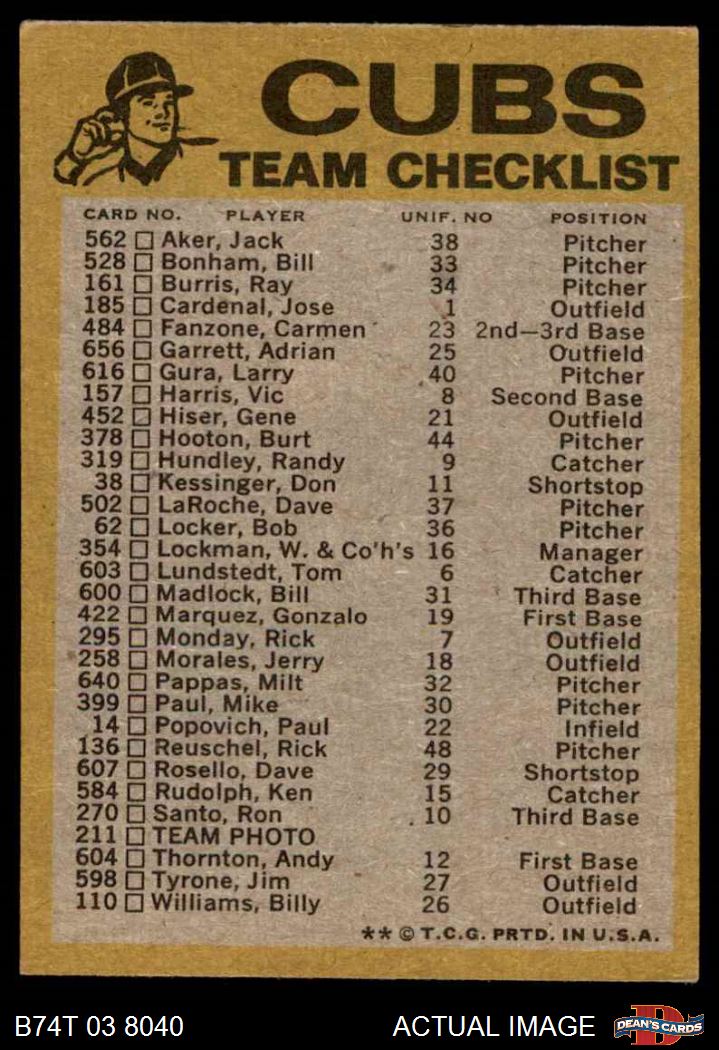 CUBS
TEAM CHECKLIST
CARD NO. PLAYER UNIF. NO POSITION
562 Aker, Jack 38 Pitcher
528 Bonham, Bill 33 Pitcher
161 Burris, Ray 34 Pitcher
185 Cardenal, Jose 1 Outfield
484 Fanzone, Carmen 23 2nd—3rd Base
656 Garrett, Adrian 25 Outfield
616 Gura, Larry 40 Pitcher
157 Harris, Vic 8 Second Base
452 Hiser, Gene 21 Outfield
378 Hooton, Burt 44 Pitcher
319 Hundley, Randy 9 Catcher
38 Kessinger, Don 11 Shortstop
502 LaRoche, Dave 37 Pitcher
62 Locker, Bob 36 Pitcher
354 Lockman, W. & Co'h's 16 Manager
603 Lundstedt, Tom 6 Catcher
600 Madlock, Bill 31 Third Base
422 Marquez, Gonzalo 19 First Base
295 Monday, Rick 7 Outfield
258 Morales, Jerry 18 Outfield
640 Pappas, Milt 32 Pitcher
399 Paul, Mike 30 Pitcher
14 Popovich, Paul 22 Infield
136 Reuschel, Rick 48 Pitcher
607 Rosello, Dave 29 Shortstop
584 Rudolph, Ken 15 Catcher
270 Santo, Ron 10 Third Base
211 TEAM PHOTO
604 Thornton, Andy 12 First Base
598 Tyrone, Jim 27 Outfield
110 Williams, Billy 26 Outfield
** © T.C.G. PRTD. IN U.S.A.
B74T 03 8040 ACTUAL IMAGE D DEAN'S CARDS